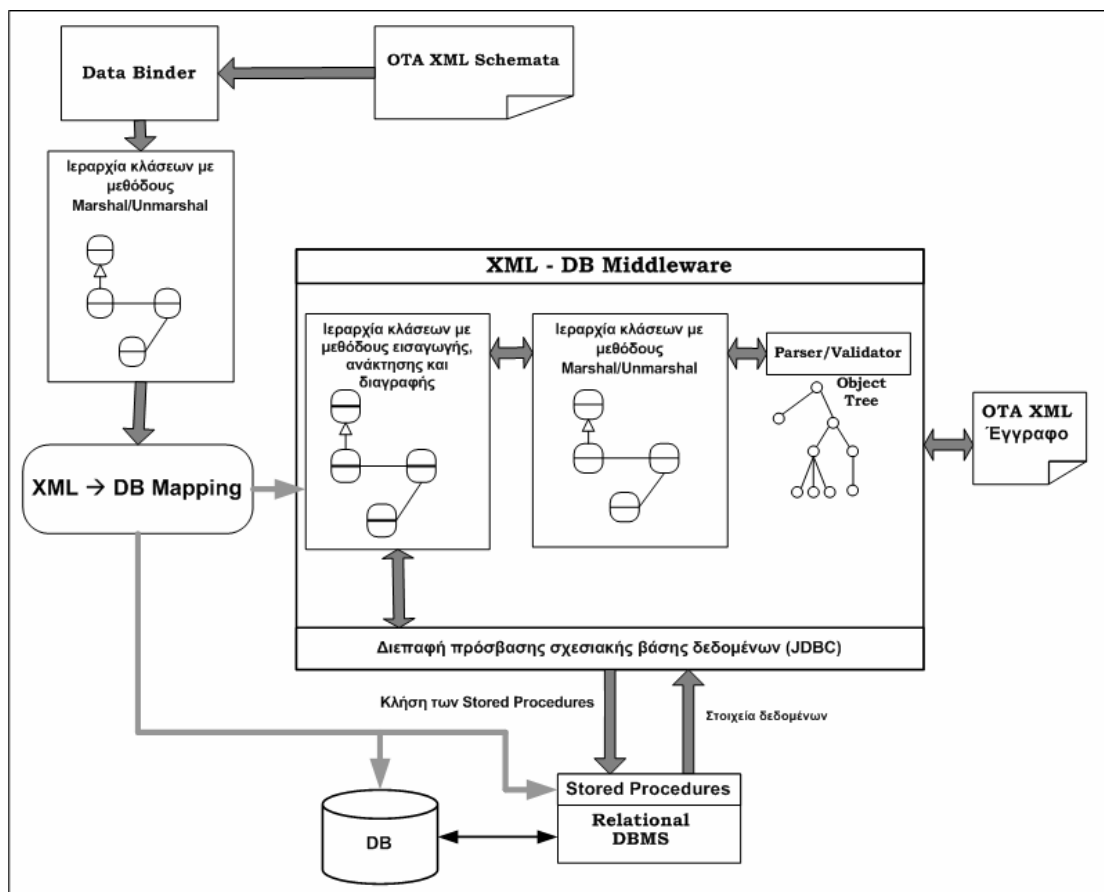 Data Binder
OTA XML Schemata
Ιεραρχία κλάσεων με
μεθόδους
Marshal/Unmarshal
XML → DB Mapping
XML - DB Middleware
Ιεραρχία κλάσεων με
μεθόδους εισαγωγής,
ανάκτησης και
διαγραφής
Ιεραρχία κλάσεων με
μεθόδους
Marshal/Unmarshal
Parser/Validator
Object
Tree
OTA XML
Έγγραφο
Διεπαφή πρόσβασης σχεσιακής βάσης δεδομένων (JDBC)
Κλήση των Stored Procedures
Στοιχεία δεδομένων
Stored Procedures
Relational
DBMS
DB